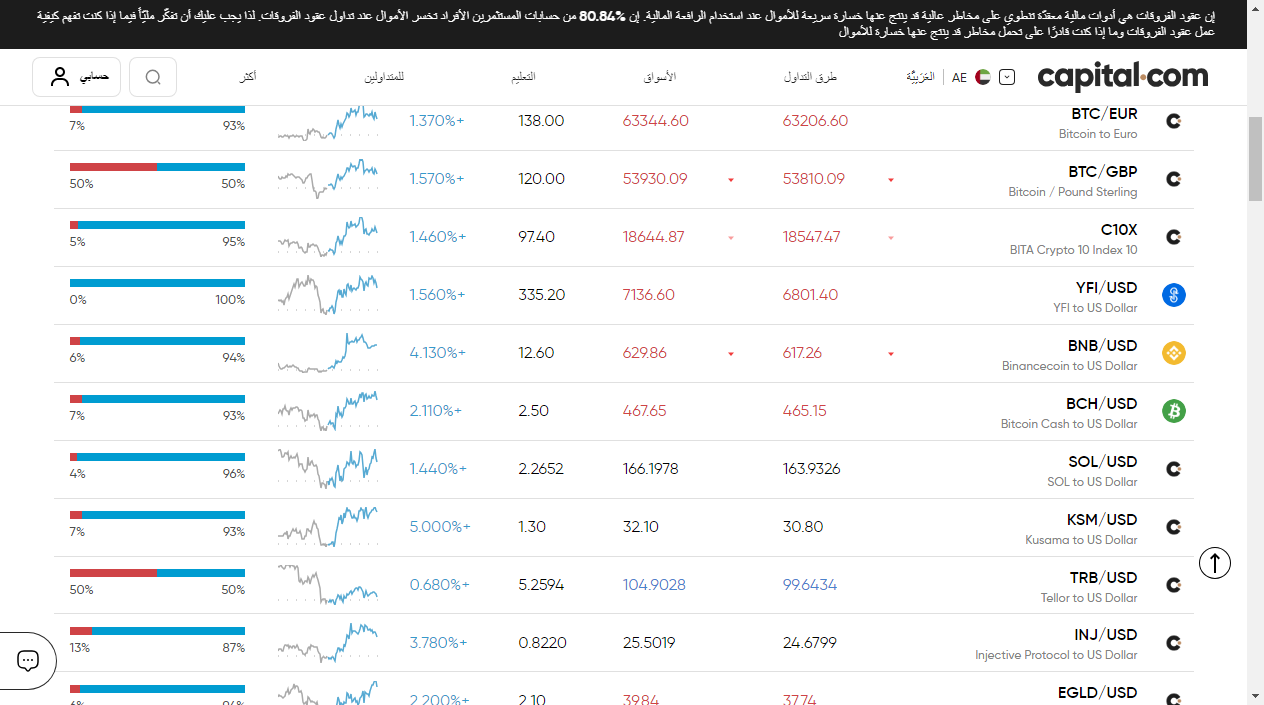 إن عقود الفروقات هي أدوات مالية معقدّة تنطوي على مخاطر عالية قد ينتج عنها خسارة سريعة للأموال عند استخدام الرافعة المالية. إن 80.84% من حسابات المستثمرين الأفراد تخسر الأموال عند تداول عقود الفروقات. لذا يجب عليك أن تفكّر مليّاً فيما إذا كنت تفهم كيفية
عمل عقود الفروقات وما إذا كنت قادرًا على تحمل مخاطر قد ينتج عنها خسارة للأموال
capital.com AE العَرَبيَّة طرق التداول الأسواق التعليم للمتداولين أكثر حسابي
BTC/EUR
Bitcoin to Euro
63206.60 63344.60 138.00 1.370%+ 93% 7%
BTC/GBP
Bitcoin / Pound Sterling
53810.09 53930.09 120.00 1.570%+ 50% 50%
C10X
BITA Crypto 10 Index 10
18547.47 18644.87 97.40 1.460%+ 95% 5%
YFI/USD
YFI to US Dollar
6801.40 7136.60 335.20 1.560%+ 100% 0%
BNB/USD
Binancecoin to US Dollar
617.26 629.86 12.60 4.130%+ 94% 6%
BCH/USD
Bitcoin Cash to US Dollar
465.15 467.65 2.50 2.110%+ 93% 7%
SOL/USD
SOL to US Dollar
163.9326 166.1978 2.2652 1.440%+ 96% 4%
KSM/USD
Kusama to US Dollar
30.80 32.10 1.30 5.000%+ 93% 7%
TRB/USD
Tellor to US Dollar
99.6434 104.9028 5.2594 0.680%+ 50% 50%
INJ/USD
Injective Protocol to US Dollar
24.6799 25.5019 0.8220 3.780%+ 87% 13%
EGLD/USD
37.74 39.84 2.10 2.200%+ 94% 6%